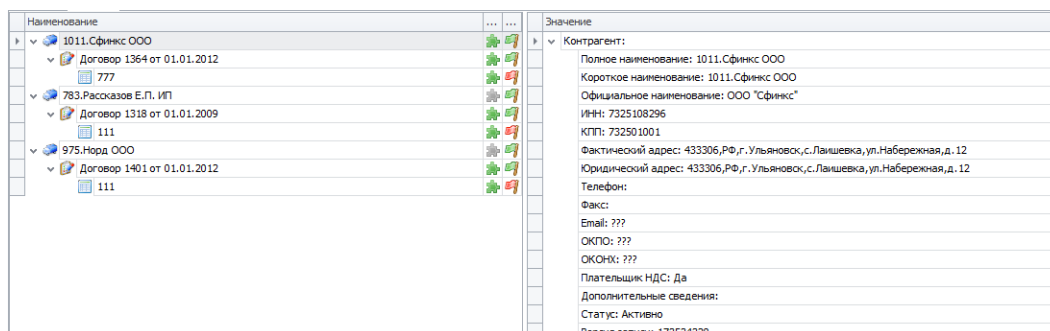 Наименование
... ...
1011.Сфинкс ООО
Договор 1364 от 01.01.2012
777
783.Рассказов Е.П. ИП
Договор 1318 от 01.01.2009
111
975.Норд ООО
Договор 1401 от 01.01.2012
111
Значение
Контрагент:
Полное наименование: 1011.Сфинкс ООО
Короткое наименование: 1011.Сфинкс ООО
Официальное наименование: ООО "Сфинкс"
ИНН: 7325108296
КПП: 732501001
Фактический адрес: 433306,РФ,г.Ульяновск,с.Лаишевка,ул.Набережная,д.12
Юридический адрес: 433306,РФ,г.Ульяновск,с.Лаишевка,ул.Набережная,д.12
Телефон:
Факс:
Email: ???
ОКПО: ???
ОКОНХ: ???
Плательщик НДС: Да
Дополнительные сведения:
Статус: Активно